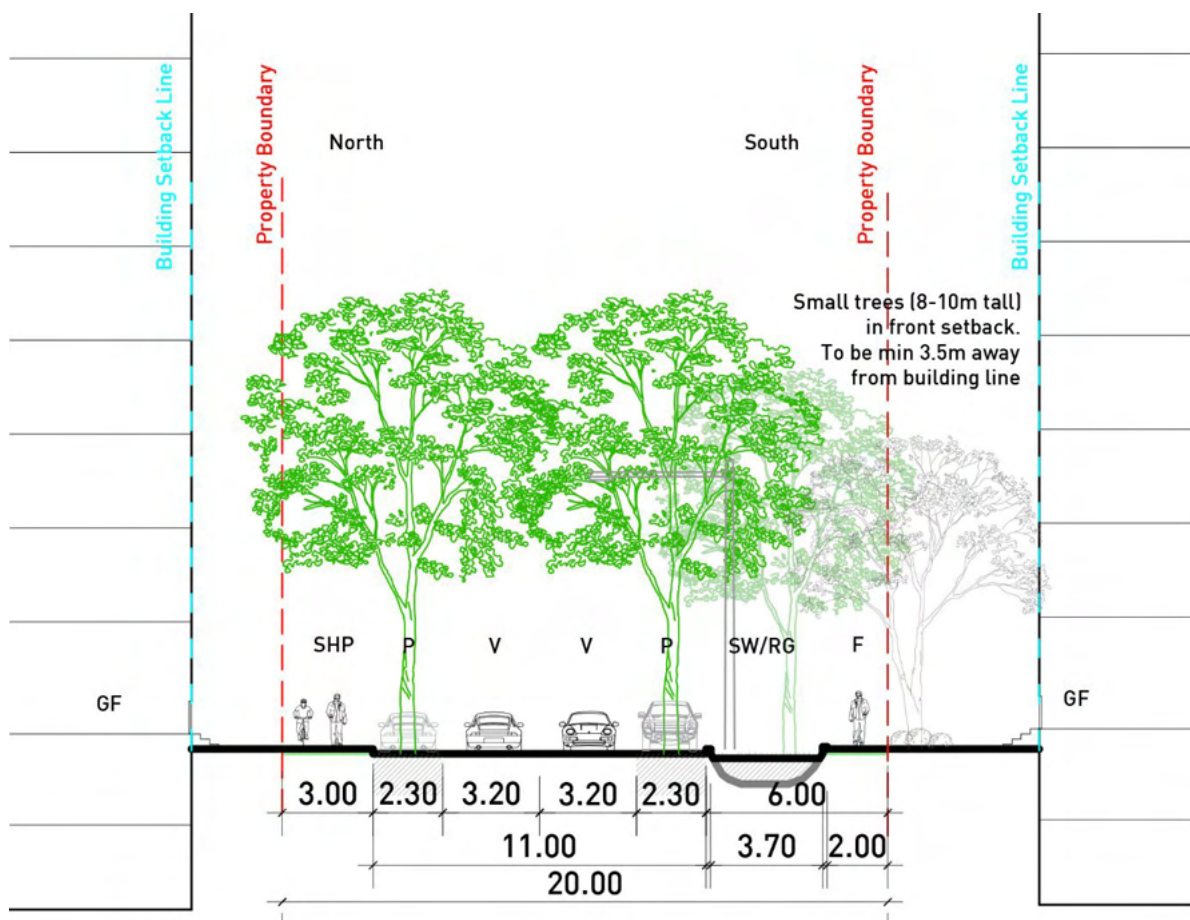 Building Setback Line
Property Boundary
North
South
Property Boundary
Building Setback Line
Small trees (8-10m tall)
in front setback.
To be min 3.5m away
from building line
SHP
P
V
V
P
SW/RG
F
GF
GF
3.00
2.30
3.20
3.20
2.30
6.00
11.00
3.70
2.00
20.00